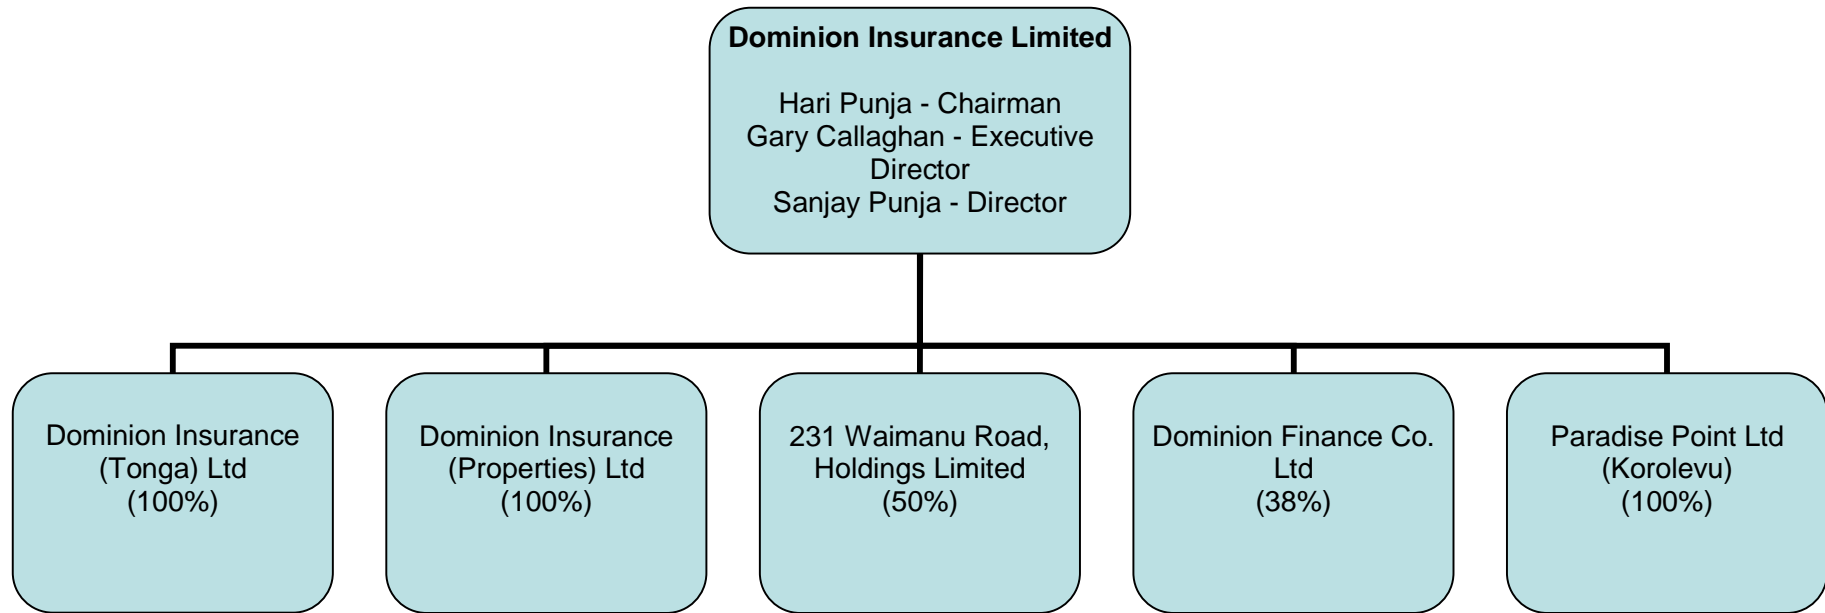 Dominion Insurance Limited
Hari Punja - Chairman
Gary Callaghan - Executive
Director
Sanjay Punja - Director
Dominion Insurance
(Tonga) Ltd
(100%)
Dominion Insurance
(Properties) Ltd
(100%)
231 Waimanu Road,
Holdings Limited
(50%)
Dominion Finance Co.
Ltd
(38%)
Paradise Point Ltd
(Korolevu)
(100%)